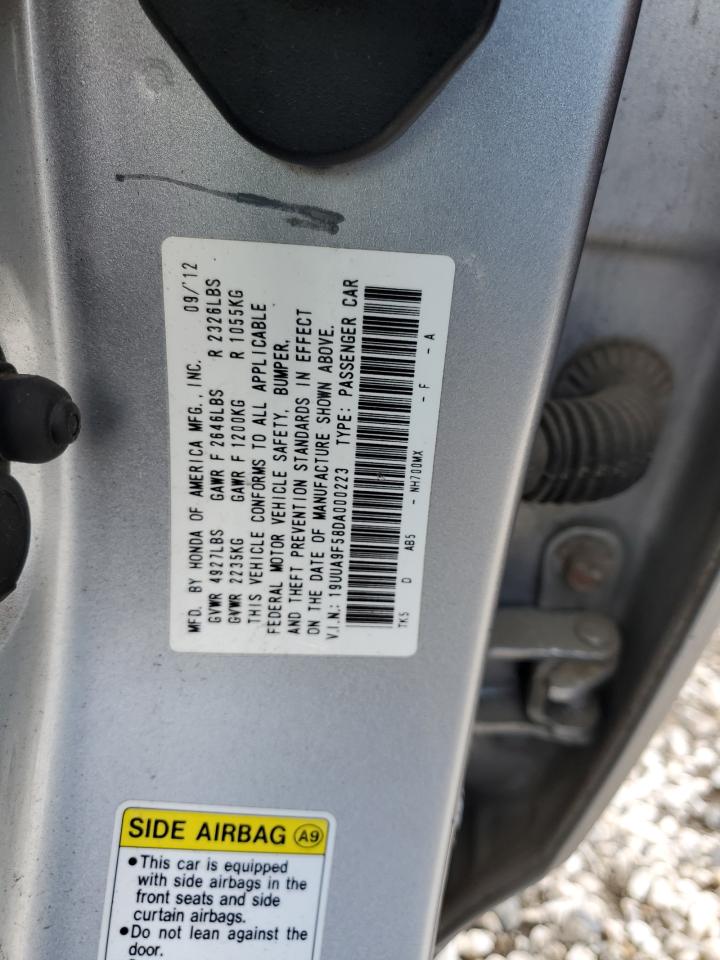 MFD. BY HONDA OF AMERICA MFG., INC. 09/'12
GVWR 4927LBS GAWR F 2646LBS R 2326LBS
GVWR 2235KG GAWR F 1200KG R 1055KG
THIS VEHICLE CONFORMS TO ALL APPLICABLE
FEDERAL MOTOR VEHICLE SAFETY, BUMPER,
AND THEFT PREVENTION STANDARDS IN EFFECT
ON THE DATE OF MANUFACTURE SHOWN ABOVE.
V.I.N.: 19UUA9F58DA000223 TYPE: PASSENGER CAR
TK5 D AB5 - NH700MX - F - A
SIDE AIRBAG A9
•This car is equipped
with side airbags in the
front seats and side
curtain airbags.
•Do not lean against the
door.